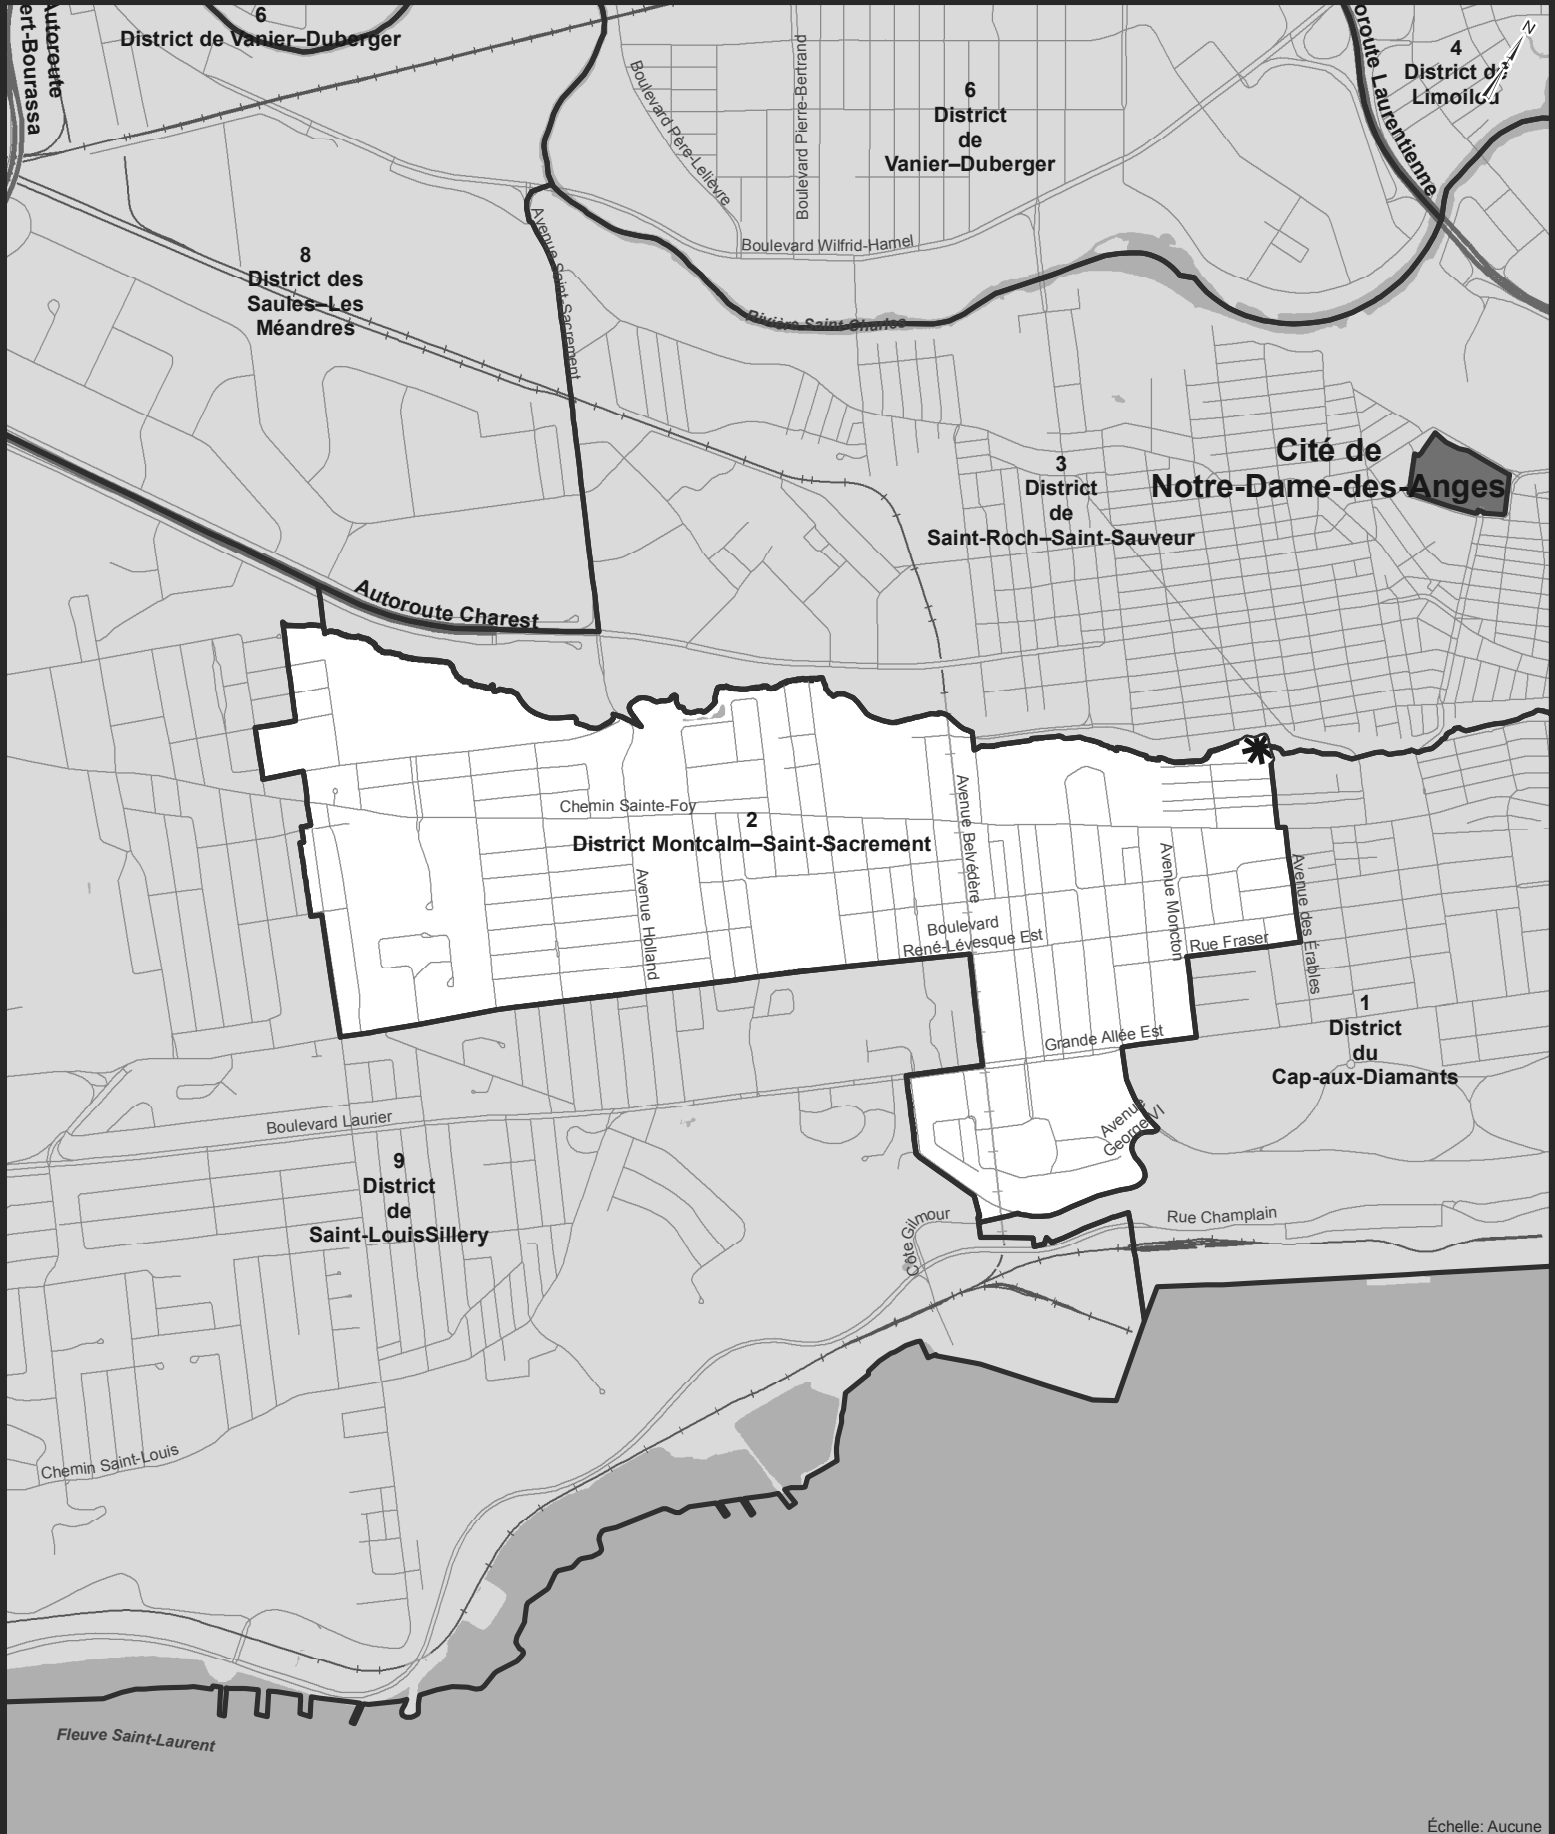 6
District de Vanier–Duberger
Autoroute
ert-Bourassa
Boulevard Père-Lelièvre
Boulevard Pierre-Bertrand
6
District
de
Vanier–Duberger
oroute Laurentienne
4
District de
Limoilou
N
Avenue Saint-Sacrement
Boulevard Wilfrid-Hamel
8
District des
Saules–Les
Méandres
Rivière Saint-Charles
3
District
de
Saint-Roch–Saint-Sauveur
Cité de
Notre-Dame-des-Anges
Autoroute Charest
Chemin Sainte-Foy
2
District Montcalm–Saint-Sacrement
Avenue Holland
Avenue Belvédère
Avenue Moncton
Avenue des Érables
Boulevard
René-Lévesque Est
Rue Fraser
Grande Allée Est
1
District
du
Cap-aux-Diamants
Avenue
George VI
Boulevard Laurier
9
District
de
Saint-LouisSillery
Côte Gilmour
Rue Champlain
Chemin Saint-Louis
Fleuve Saint-Laurent
Échelle: Aucune